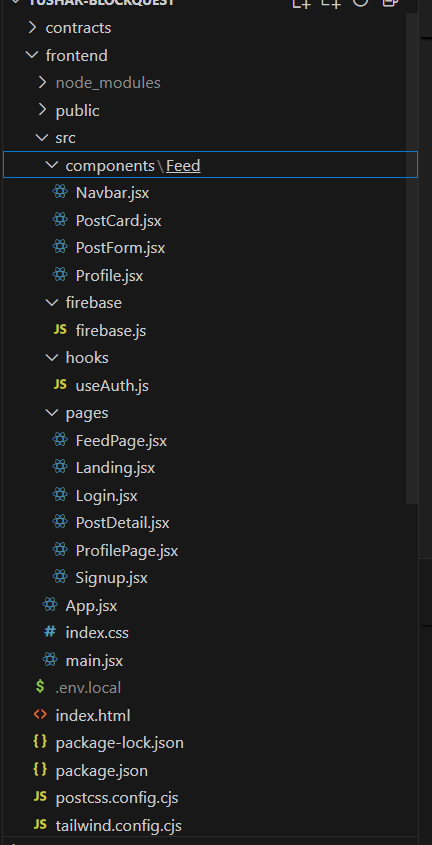 TUSHAR-BLOCKQUEST
contracts
frontend
node_modules
public
src
components\Feed
Navbar.jsx
PostCard.jsx
PostForm.jsx
Profile.jsx
firebase
JS firebase.js
hooks
JS useAuth.js
pages
FeedPage.jsx
Landing.jsx
Login.jsx
PostDetail.jsx
ProfilePage.jsx
Signup.jsx
App.jsx
# index.css
main.jsx
$ .env.local
<> index.html
{} package-lock.json
{} package.json
JS postcss.config.cjs
JS tailwind.config.cjs